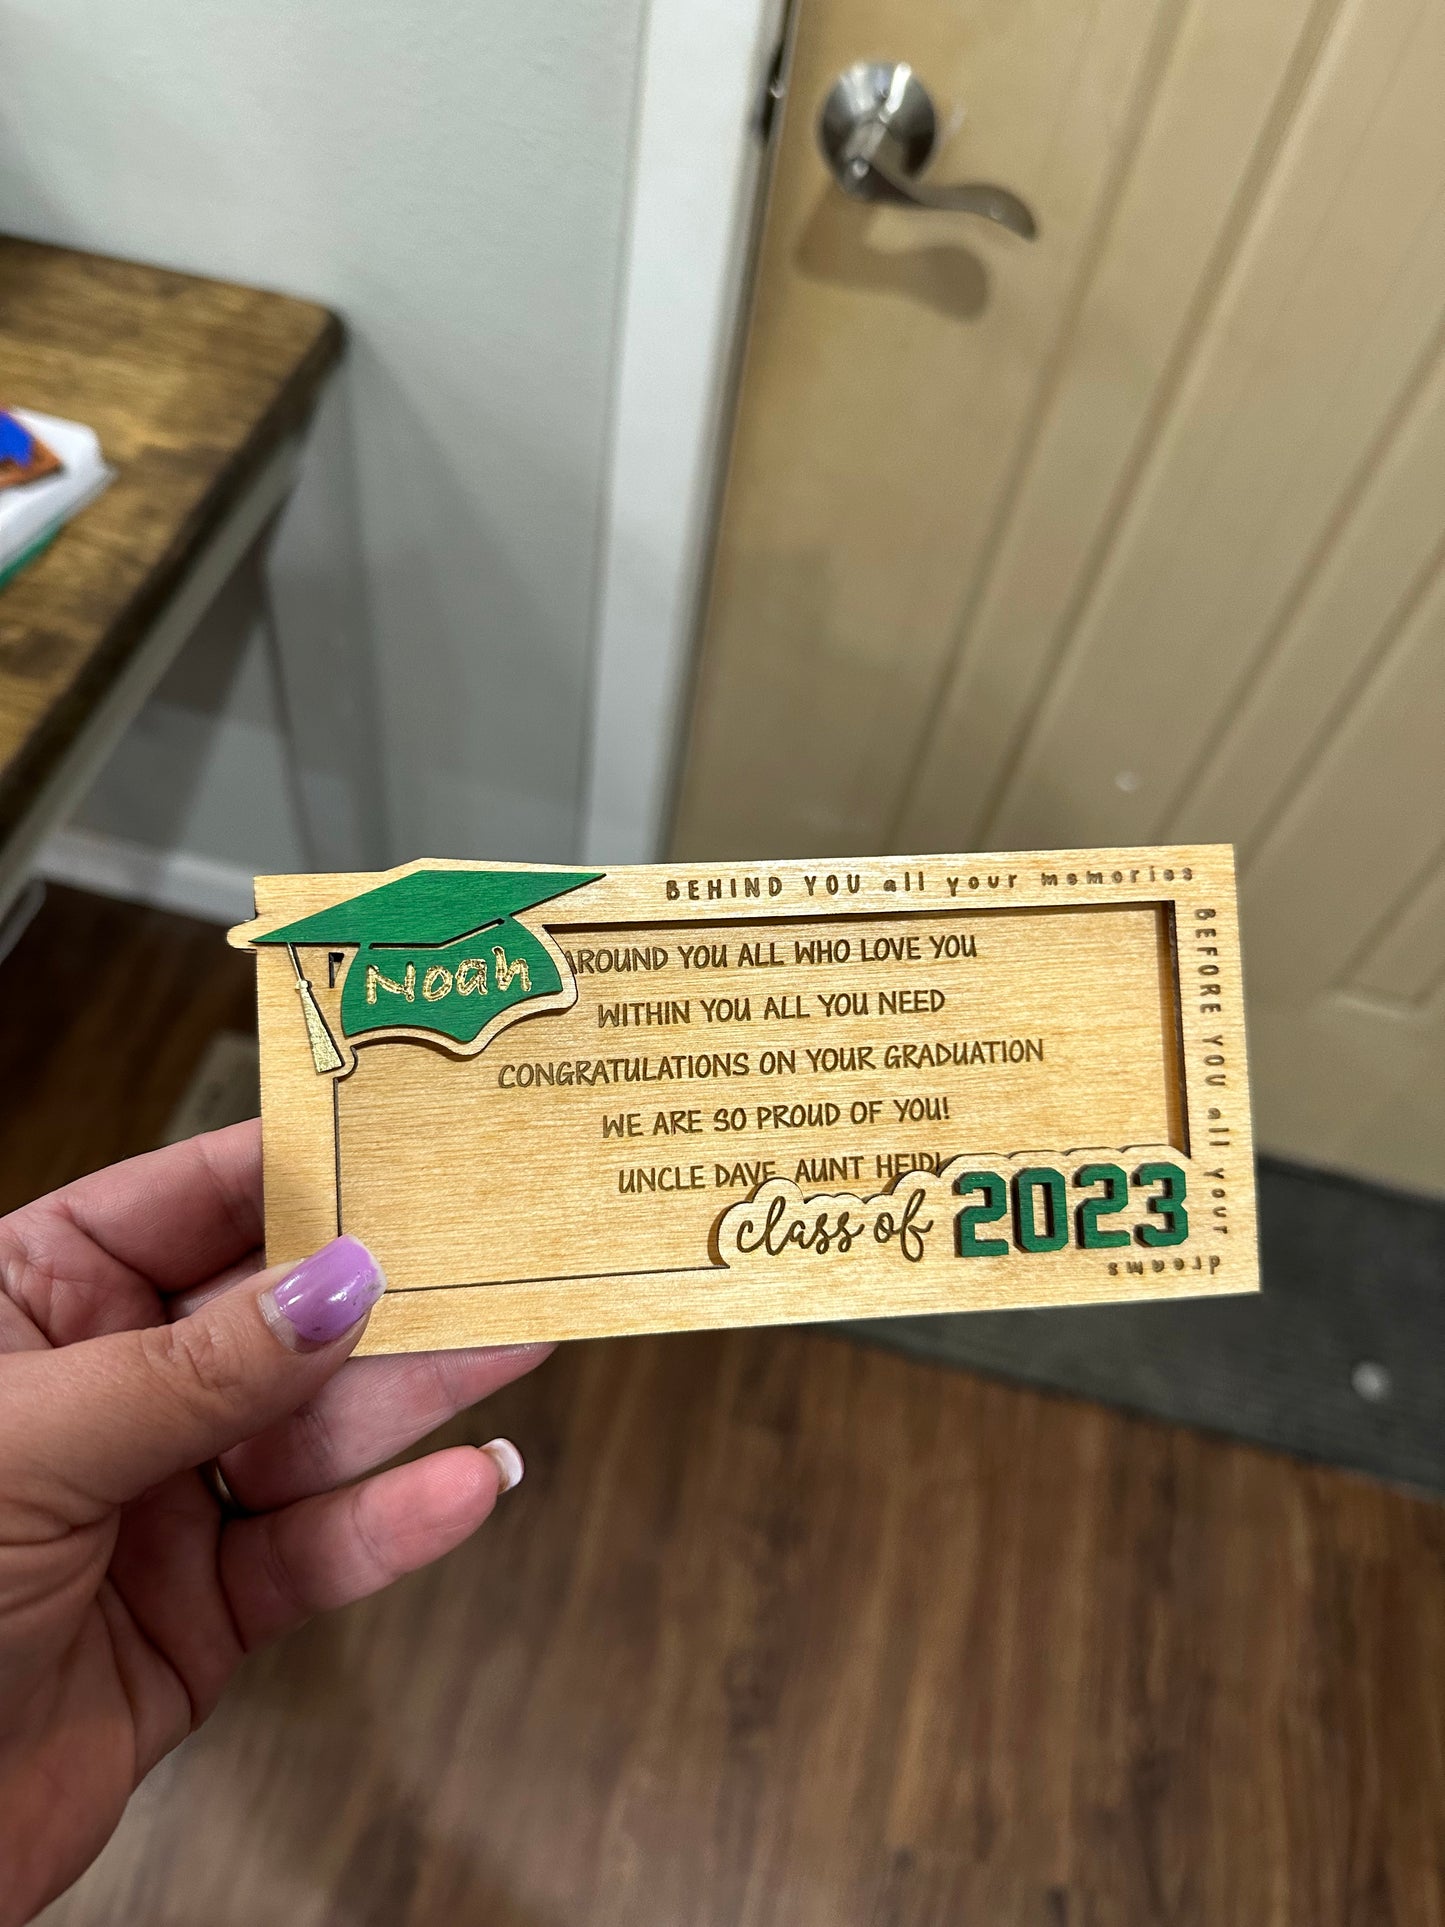 BEHIND YOU all your memories
BEFORE YOU all your
dreams
Noah
AROUND YOU ALL WHO LOVE YOU
WITHIN YOU ALL YOU NEED
CONGRATULATIONS ON YOUR GRADUATION
WE ARE SO PROUD OF YOU!
UNCLE DAVE, AUNT HEIDI
class of 2023